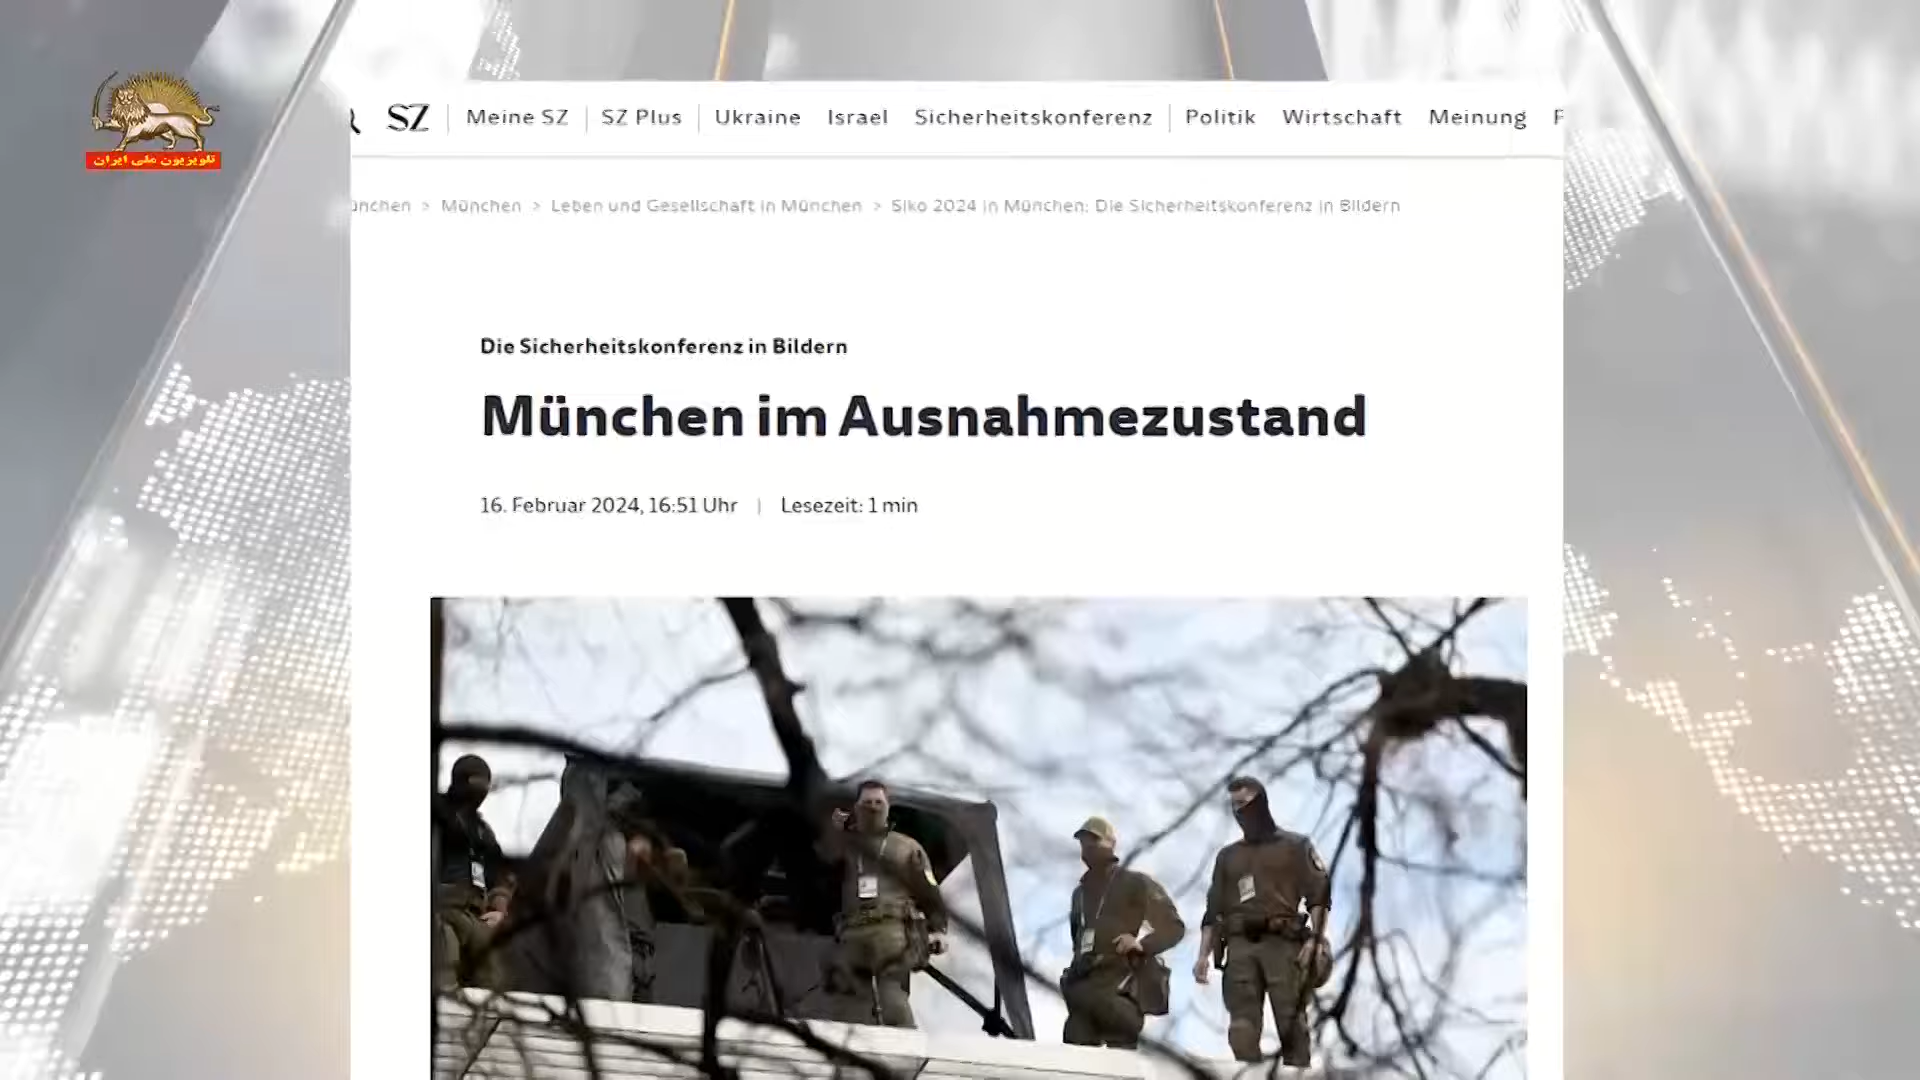 تلویزیون ملی ایران
SZ Meine SZ SZ Plus Ukraine Israel Sicherheitskonferenz Politik Wirtschaft Meinung
München > Leben und Gesellschaft in München > Siko 2024 in München: Die Sicherheitskonferenz in Bildern
Die Sicherheitskonferenz in Bildern
München im Ausnahmezustand
16. Februar 2024, 16:51 Uhr | Lesezeit: 1 min